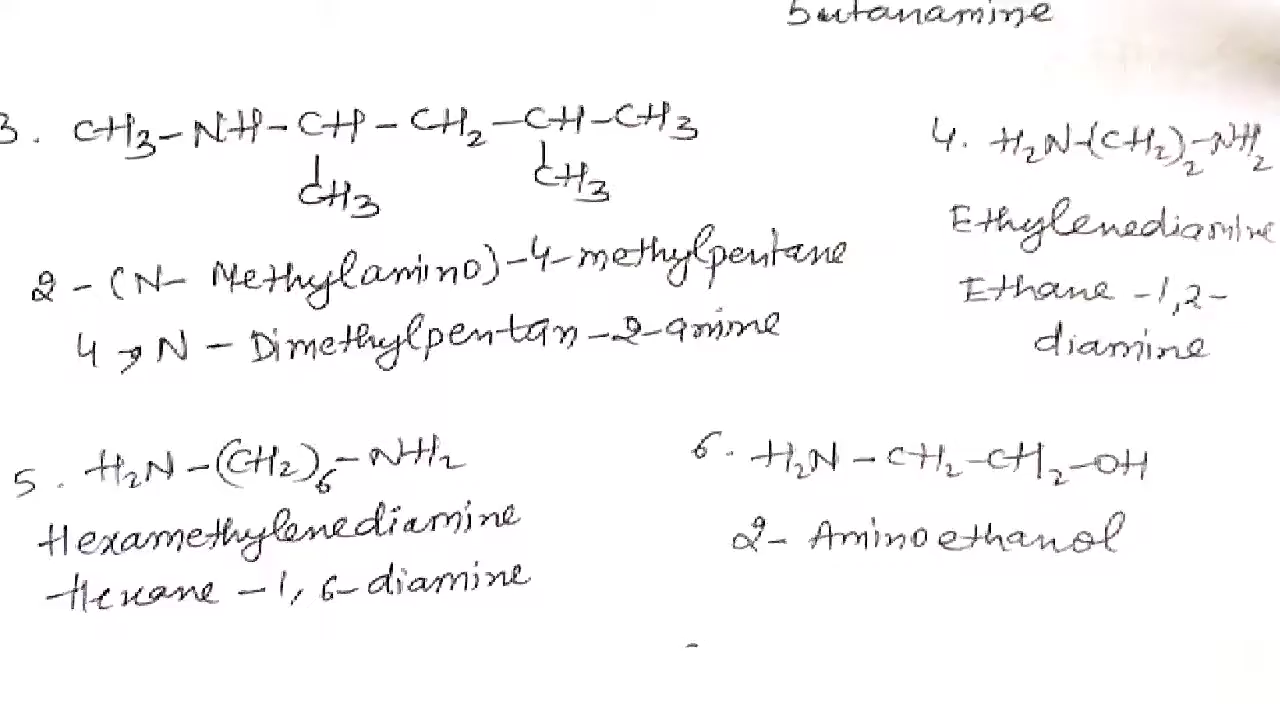 butanamine
3. CH3-NH-CH-CH2-CH-CH3
CH3 CH3
2-(N-Methylamino)-4-methylpentane
4,N-Dimethylpentan-2-amine
4. H2N-(CH2)2-NH2
Ethylenediamine
Ethane-1,2-
diamine
5. H2N-(CH2)6-NH2
Hexamethylenediamine
Hexane-1,6-diamine
6. H2N-CH2-CH2-OH
2-Aminoethanol